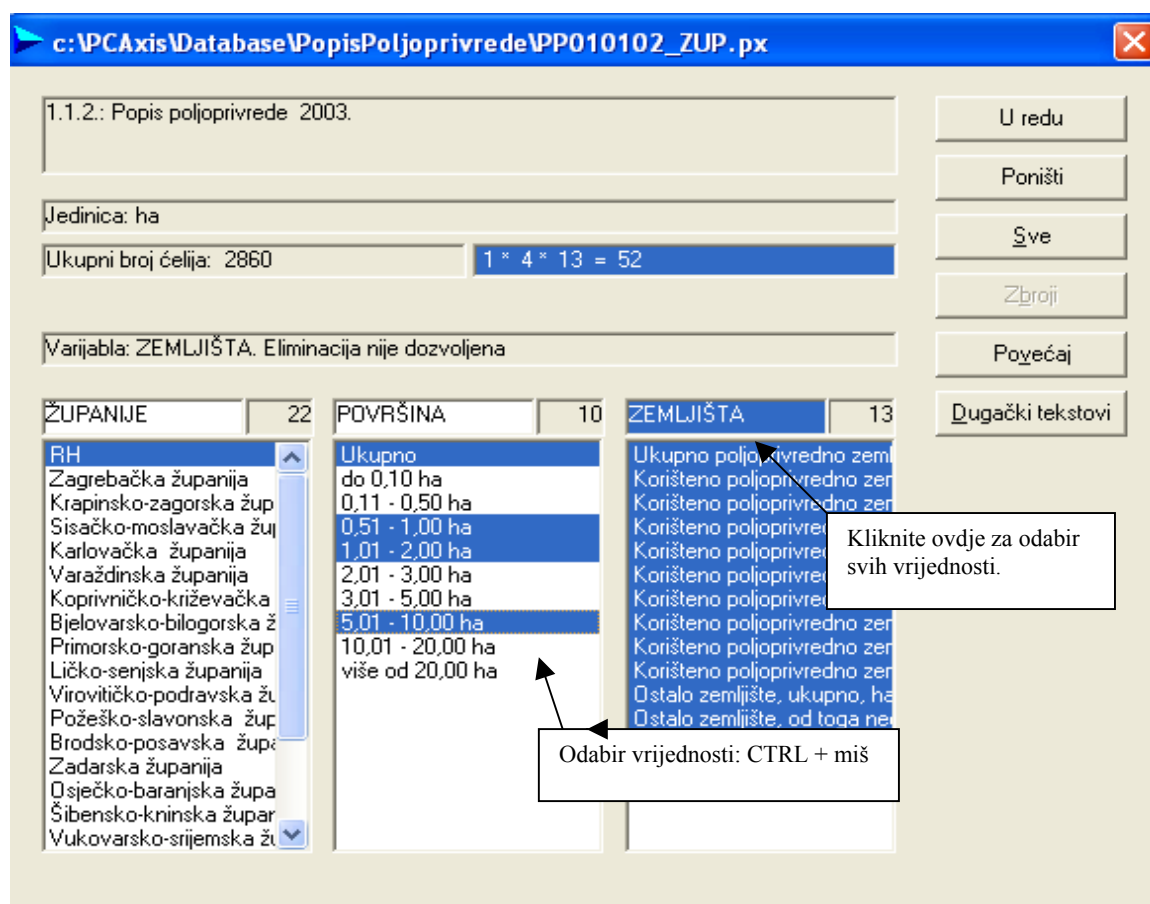 c:\PCAxis\Database\PopisPoljoprivrede\PP010102_ZUP.px
1.1.2.: Popis poljoprivrede 2003.
Jedinica: ha
Ukupni broj ćelija: 2860
1 * 4 * 13 = 52
Varijabla: ZEMLJIŠTA. Eliminacija nije dozvoljena
U redu
Poništi
Sve
Zbroji
Povećaj
Dugački tekstovi
ŽUPANIJE 22
RH
Zagrebačka županija
Krapinsko-zagorska žup
Sisačko-moslavačka žup
Karlovačka županija
Varaždinska županija
Koprivničko-križevačka
Bjelovarsko-bilogorska ž
Primorsko-goranska žup
Ličko-senjska županija
Virovitičko-podravska žu
Požeško-slavonska žup
Brodsko-posavska župa
Zadarska županija
Osječko-baranjska župa
Šibensko-kninska župan
Vukovarsko-srijemska žu
POVRŠINA 10
Ukupno
do 0,10 ha
0,11 - 0,50 ha
0,51 - 1,00 ha
1,01 - 2,00 ha
2,01 - 3,00 ha
3,01 - 5,00 ha
5,01 - 10,00 ha
10,01 - 20,00 ha
više od 20,00 ha
ZEMLJIŠTA 13
Ukupno poljoprivredno zeml
Korišteno poljoprivredno zer
Korišteno poljoprivredno zer
Korišteno poljoprivred
Korišteno poljoprivred
Korišteno poljoprivred
Korišteno poljoprivred
Korišteno poljoprivredno zer
Korišteno poljoprivredno zer
Korišteno poljoprivredno zer
Ostalo zemljište, ukupno, ha
Ostalo zemljište, od toga ne
Kliknite ovdje za odabir
svih vrijednosti.
Odabir vrijednosti: CTRL + miš